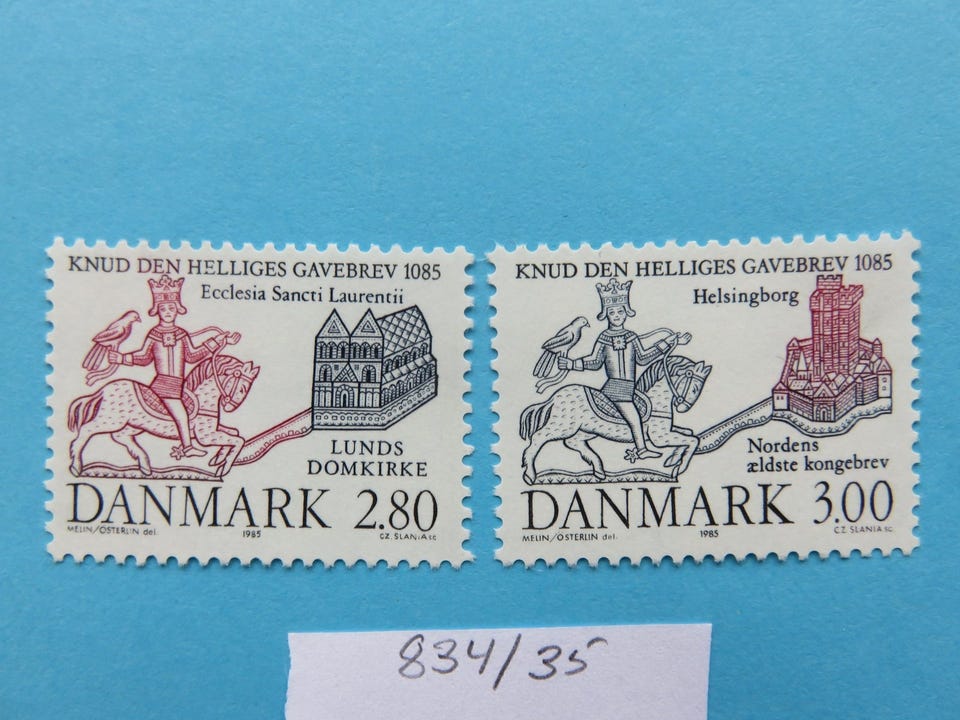 KNUD DEN HELLIGES GAVEBREV 1085
Ecclesia Sancti Laurentii
LUNDS
DOMKIRKE
DANMARK 2.80
MELIN/ÖSTERLIN del.
1985
CZ. SLANIA sc
KNUD DEN HELLIGES GAVEBREV 1085
Helsingborg
Nordens
ældste kongebrev
DANMARK 3.00
MELIN/ÖSTERLIN del.
1985
CZ. SLANIA sc
834/35